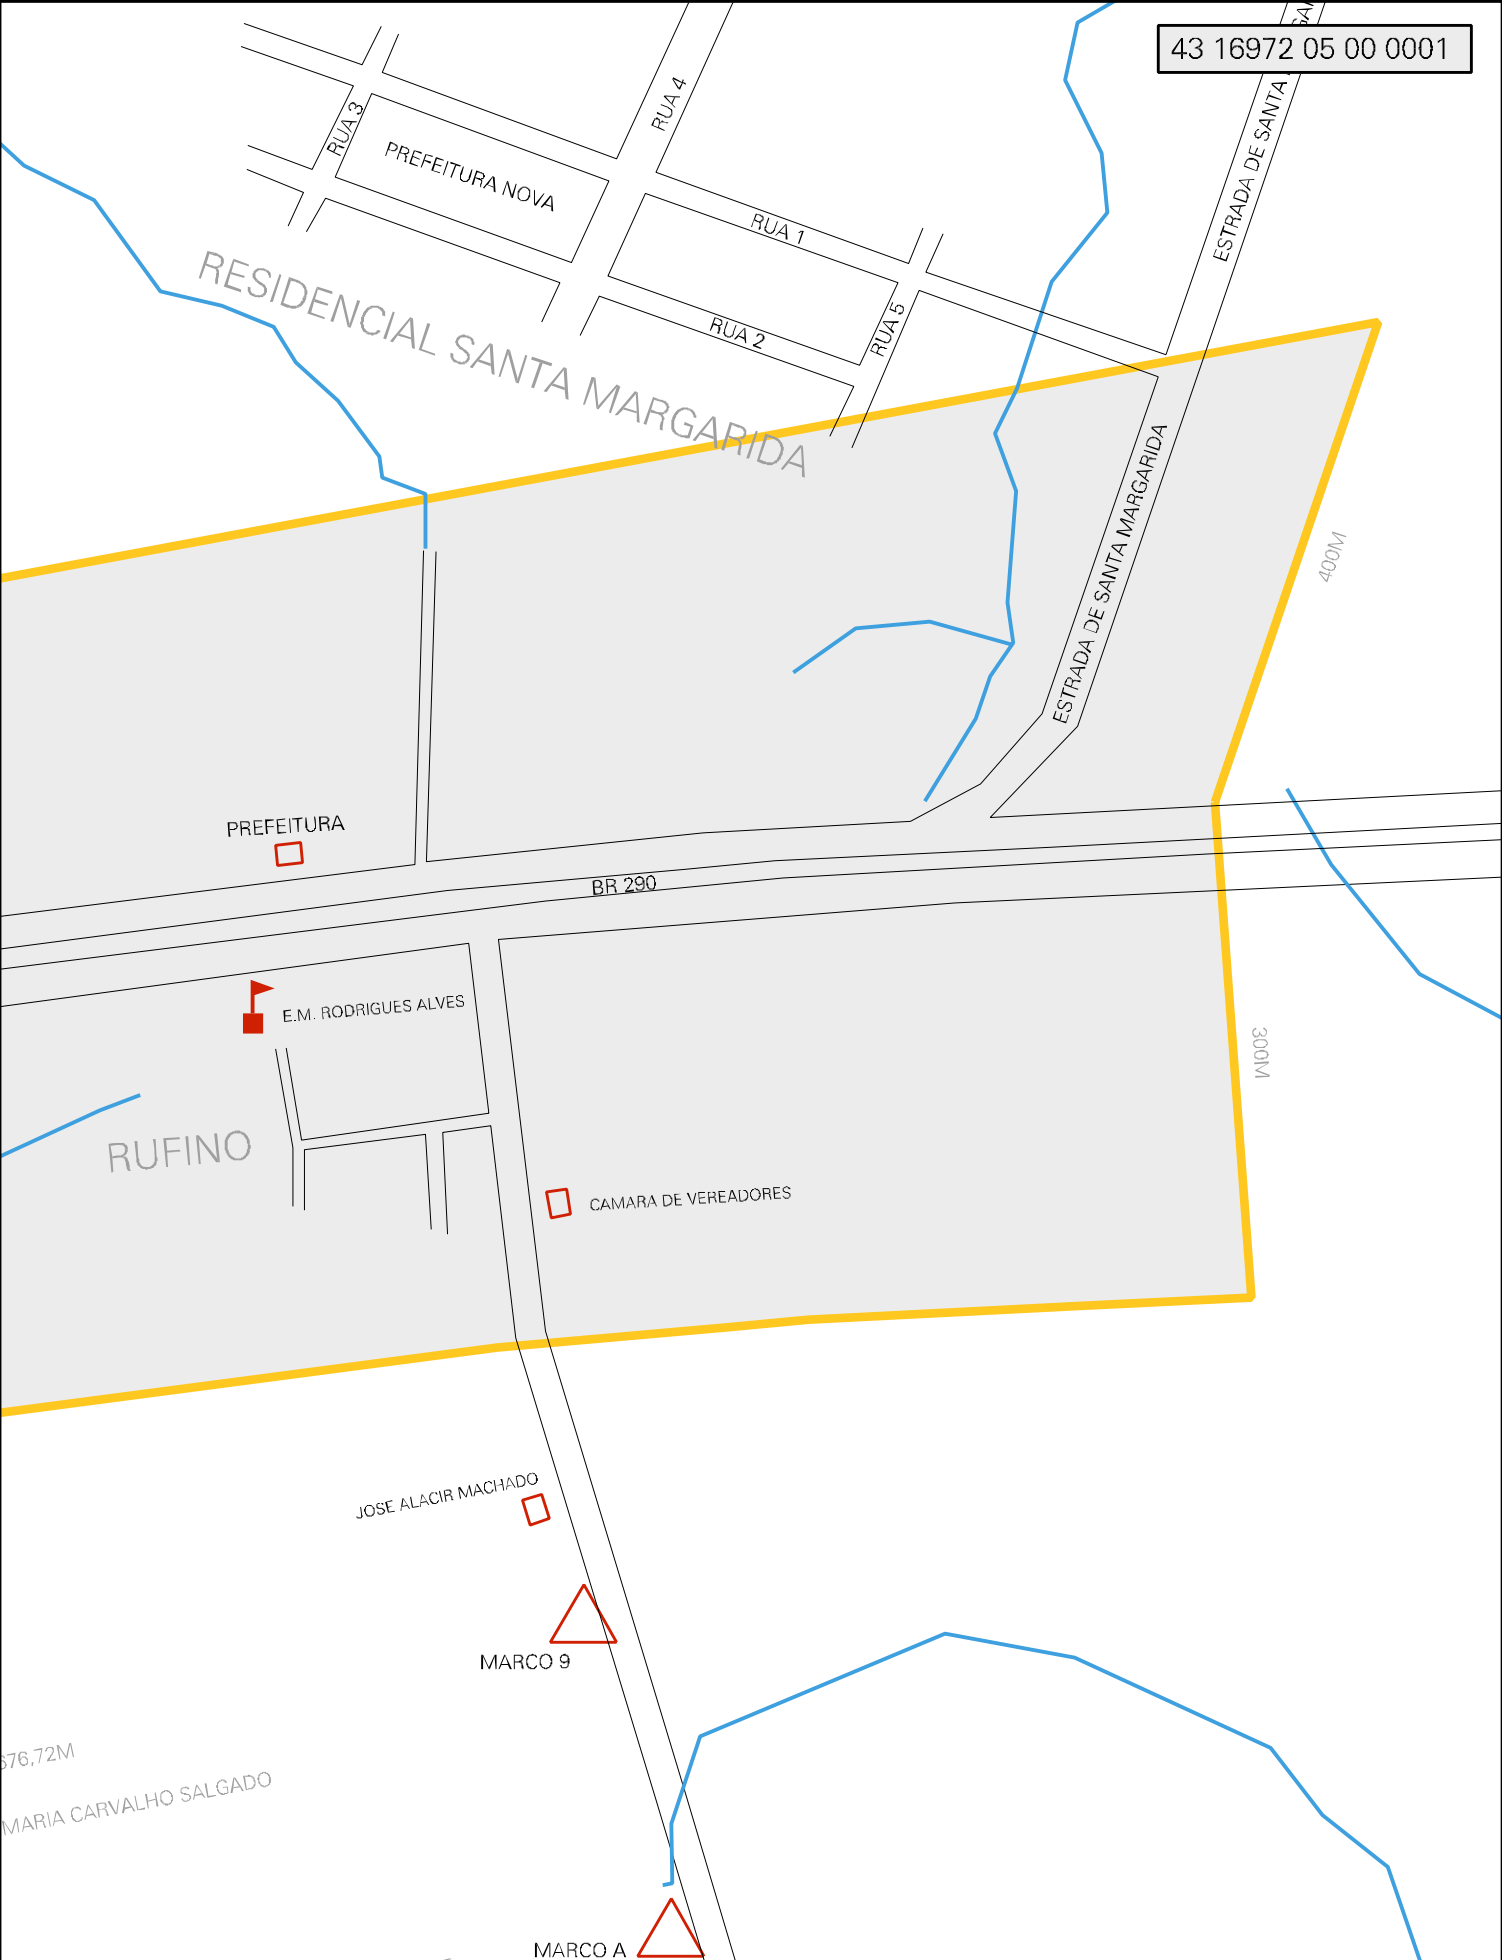 43 16972 05 00 0001
RUA 4
RUA 3
PREFEITURA NOVA
ESTRADA DE SANTA
RUA 1
RESIDENCIAL SANTA MARGARIDA
RUA 2
RUA 5
ESTRADA DE SANTA MARGARIDA
400M
PREFEITURA
BR 290
E.M. RODRIGUES ALVES
300M
RUFINO
CAMARA DE VEREADORES
JOSE ALACIR MACHADO
MARCO 9
676,72M
MARIA CARVALHO SALGADO
MARCO A